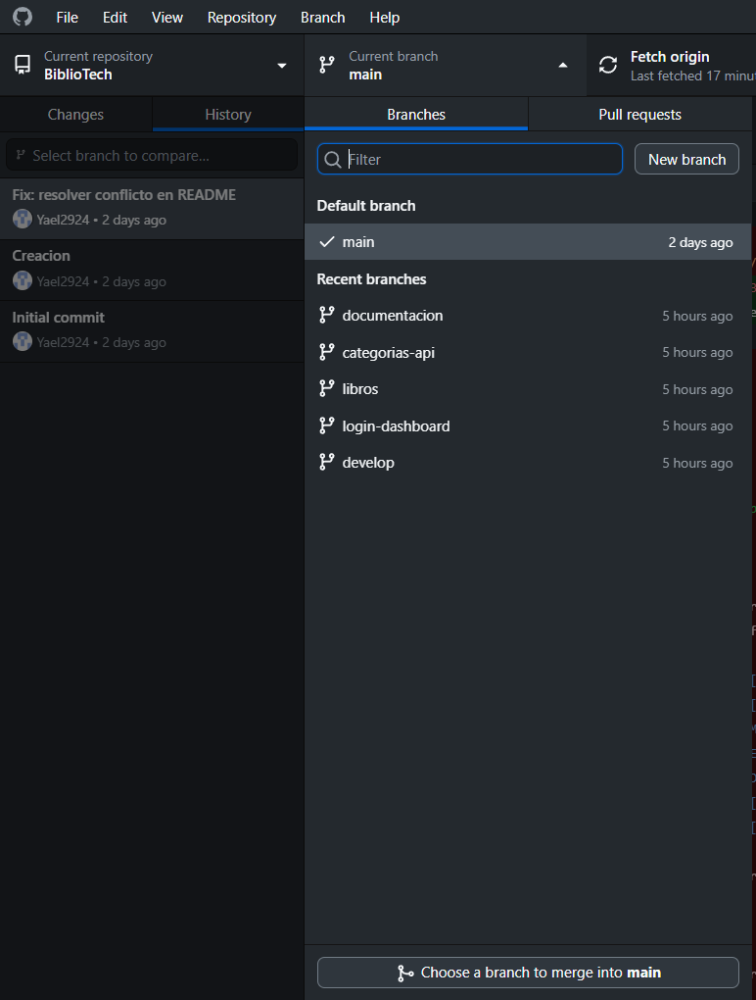 File Edit View Repository Branch Help
Current repository
BiblioTech
Current branch
main
Fetch origin
Last fetched 17 minu
Changes
History
Branches
Pull requests
Select branch to compare...
Filter
New branch
Fix: resolver conflicto en README
Yael2924 • 2 days ago
Creacion
Yael2924 • 2 days ago
Initial commit
Yael2924 • 2 days ago
Default branch
main 2 days ago
Recent branches
documentacion 5 hours ago
categorias-api 5 hours ago
libros 5 hours ago
login-dashboard 5 hours ago
develop 5 hours ago
Choose a branch to merge into main